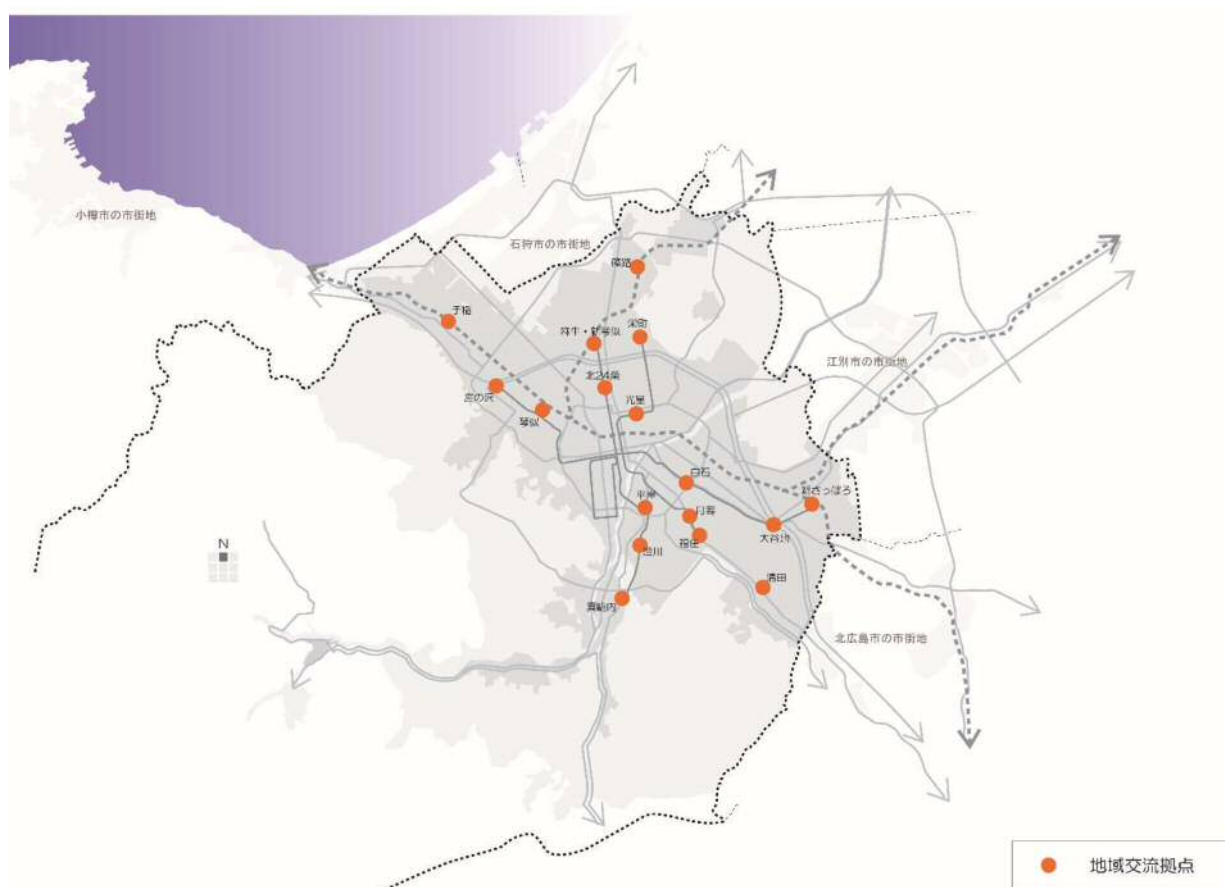 小樽市の市街地
石狩市の市街地
篠路
手稲
麻生・新琴似
栄町
江別市の市街地
北24条
宮の沢
光星
琴似
白石
新さっぽろ
平岸
月寒
大谷地
福住
澄川
N
清田
真駒内
北広島市の市街地
地域交流拠点